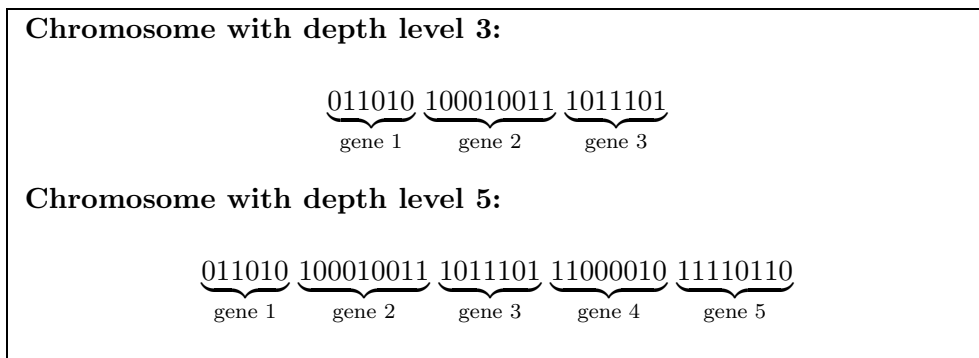 Chromosome with depth level 3:
011010 100010011 1011101
gene 1 gene 2 gene 3
Chromosome with depth level 5:
011010 100010011 1011101 11000010 11110110
gene 1 gene 2 gene 3 gene 4 gene 5